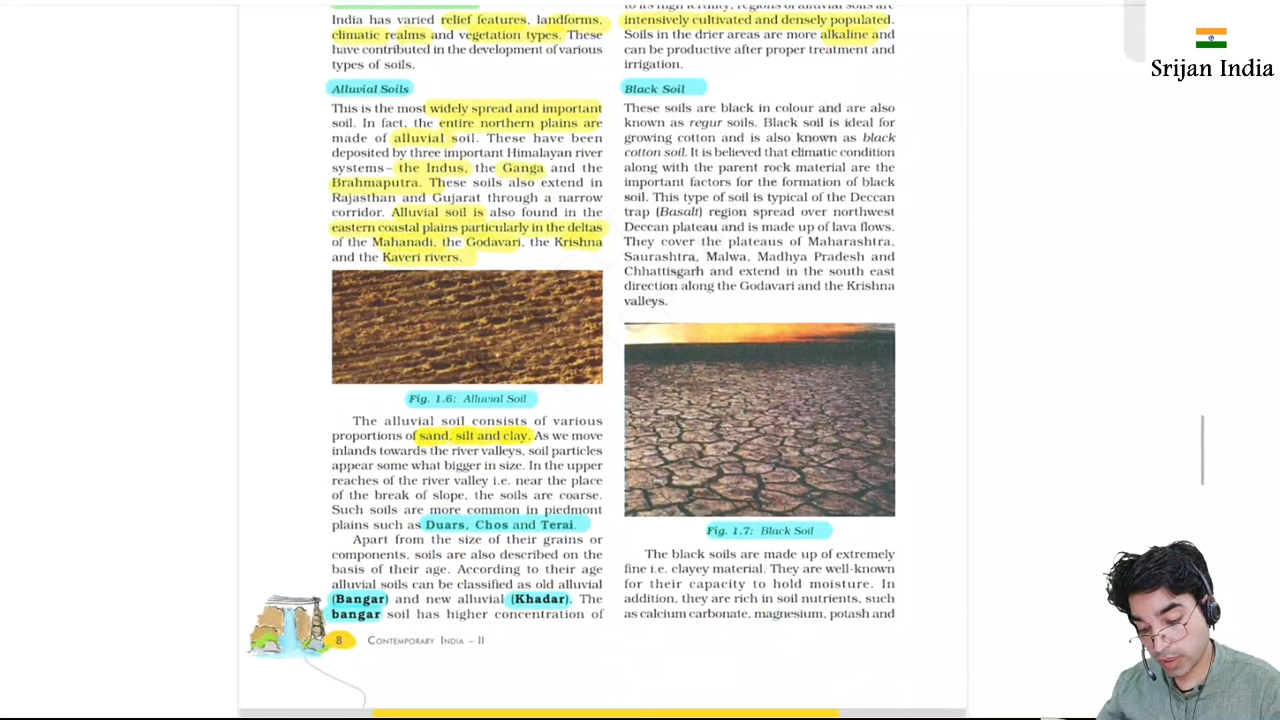 India has varied relief features, landforms,
climatic realms and vegetation types. These
have contributed in the development of various
types of soils.
Alluvial Soils
This is the most widely spread and important
soil. In fact, the entire northern plains are
made of alluvial soil. These have been
deposited by three important Himalayan river
systems– the Indus, the Ganga and the
Brahmaputra. These soils also extend in
Rajasthan and Gujarat through a narrow
corridor. Alluvial soil is also found in the
eastern coastal plains particularly in the deltas
of the Mahanadi, the Godavari, the Krishna
and the Kaveri rivers.
Fig. 1.6: Alluvial Soil
The alluvial soil consists of various
proportions of sand, silt and clay. As we move
inlands towards the river valleys, soil particles
appear some what bigger in size. In the upper
reaches of the river valley i.e. near the place
of the break of slope, the soils are coarse.
Such soils are more common in piedmont
plains such as Duars, Chos and Terai.
Apart from the size of their grains or
components, soils are also described on the
basis of their age. According to their age
alluvial soils can be classified as old alluvial
(Bangar) and new alluvial (Khadar). The
bangar soil has higher concentration of
8 Contemporary India – II
to its high fertility, regions of alluvial soils are
intensively cultivated and densely populated.
Soils in the drier areas are more alkaline and
can be productive after proper treatment and
irrigation.
Black Soil
These soils are black in colour and are also
known as regur soils. Black soil is ideal for
growing cotton and is also known as black
cotton soil. It is believed that climatic condition
along with the parent rock material are the
important factors for the formation of black
soil. This type of soil is typical of the Deccan
trap (Basalt) region spread over northwest
Deccan plateau and is made up of lava flows.
They cover the plateaus of Maharashtra,
Saurashtra, Malwa, Madhya Pradesh and
Chhattisgarh and extend in the south east
direction along the Godavari and the Krishna
valleys.
Fig. 1.7: Black Soil
The black soils are made up of extremely
fine i.e. clayey material. They are well-known
for their capacity to hold moisture. In
addition, they are rich in soil nutrients, such
as calcium carbonate, magnesium, potash and
Srijan India